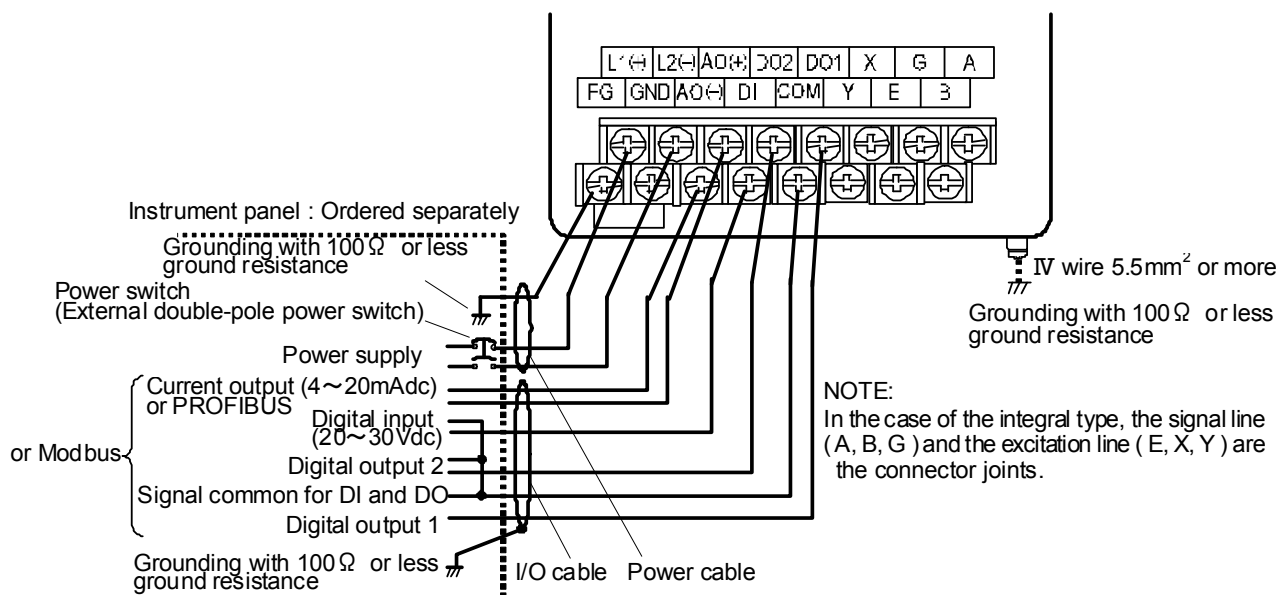 L1(+) L2(-) AO(+) DO2 DO1 X G A
FG GND AO(-) DI COM Y E B
Instrument panel : Ordered separately
Grounding with 100Ω or less
ground resistance
Power switch
(External double-pole power switch)
Power supply
Current output (4～20mAdc)
or PROFIBUS
Digital input
(20～30Vdc)
or Modbus
Digital output 2
Signal common for DI and DO
Digital output 1
Grounding with 100Ω or less
ground resistance
I/O cable Power cable
IV wire 5.5mm² or more
Grounding with 100Ω or less
ground resistance
NOTE:
In the case of the integral type, the signal line
( A, B, G ) and the excitation line ( E, X, Y ) are
the connector joints.